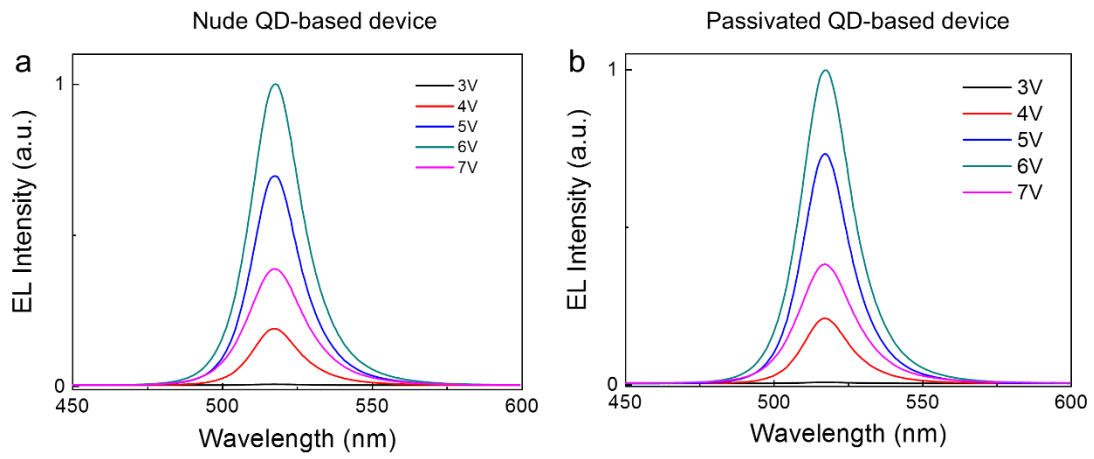 Nude QD-based device
a
EL Intensity (a.u.)
1
0
3V
4V
5V
6V
7V
450
500
550
600
Wavelength (nm)
Passivated QD-based device
b
EL Intensity (a.u.)
1
0
3V
4V
5V
6V
7V
450
500
550
600
Wavelength (nm)